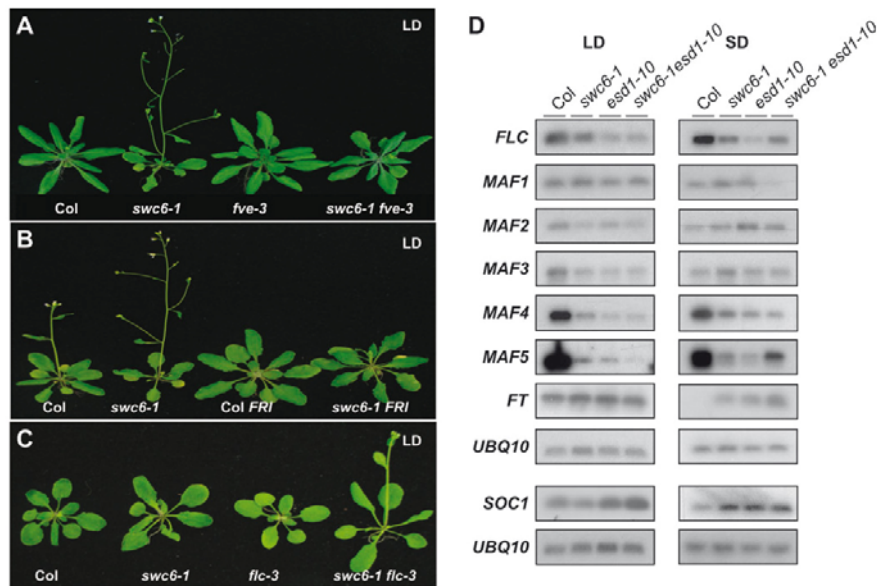 A
LD
Col swc6-1 fve-3 swc6-1 fve-3
B
LD
Col swc6-1 Col FRI swc6-1 FRI
C
LD
Col swc6-1 flc-3 swc6-1 flc-3
D
LD SD
Col swc6-1 esd1-10 swc6-1esd1-10 Col swc6-1 esd1-10 swc6-1 esd1-10
FLC
MAF1
MAF2
MAF3
MAF4
MAF5
FT
UBQ10
SOC1
UBQ10